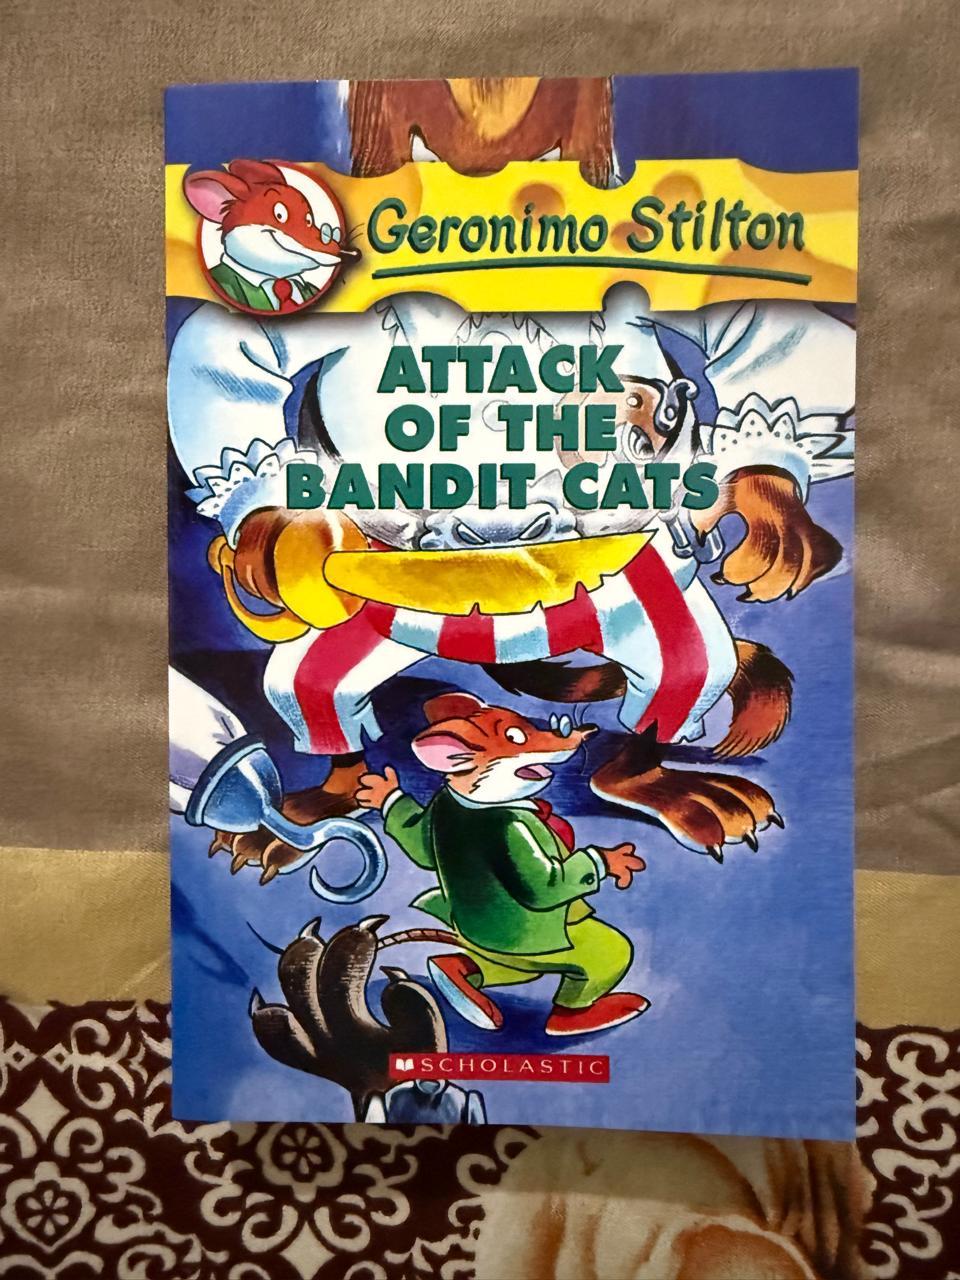 Geronimo Stilton
ATTACK
OF THE
BANDIT CATS
SCHOLASTIC